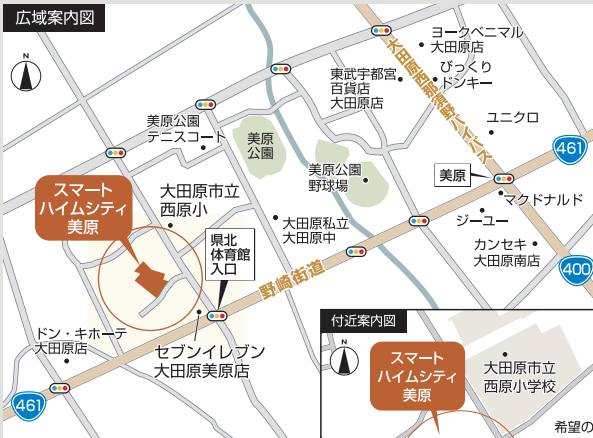 広域案内図
N
ヨークベニマル
大田原店
びっくり
ドンキー
東武宇都宮
百貨店
大田原店
大田原西那須野バイパス
ユニクロ
461
美原公園
テニスコート
美原
公園
美原公園
野球場
美原
マクドナルド
ジーユー
カンセキ
大田原南店
400
スマート
ハイムシティ
美原
大田原市立
西原小
大田原私立
大田原中
県北
体育館
入口
野崎街道
セブンイレブン
大田原美原店
ドン・キホーテ
大田原店
461
付近案内図
N
スマート
ハイムシティ
美原
大田原市立
西原小学校
希望の